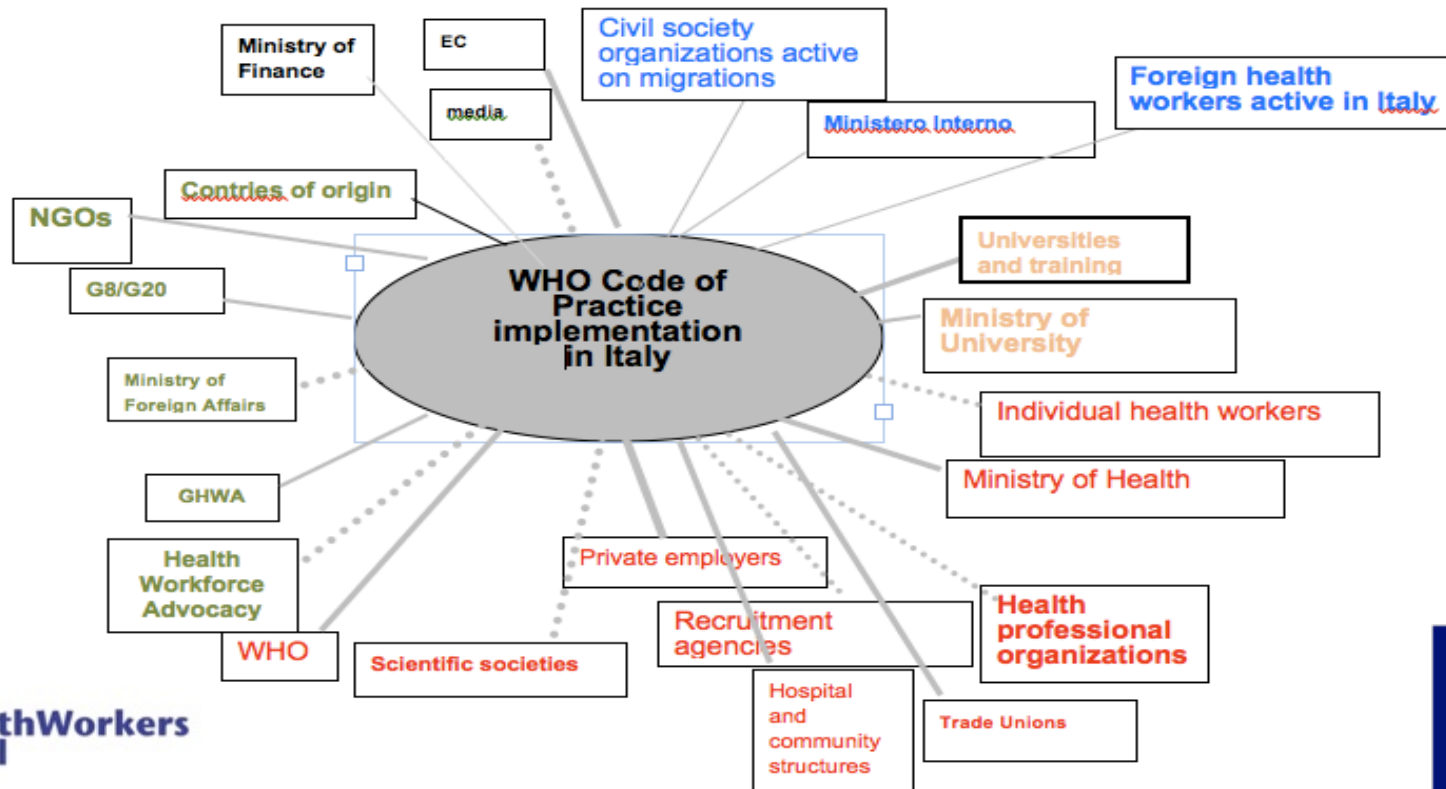 Ministry of
Finance
EC
media
Civil society
organizations active
on migrations
Ministero Interno
Foreign health
workers active in Italy
Contries of origin
NGOs
G8/G20
Ministry of
Foreign Affairs
GHWA
Health
Workforce
Advocacy
WHO
Scientific societies
WHO Code of
Practice
implementation
in Italy
Universities
and training
Ministry of
University
Individual health workers
Ministry of Health
Private employers
Recruitment
agencies
Health
professional
organizations
Hospital
and
community
structures
Trade Unions
thWorkers